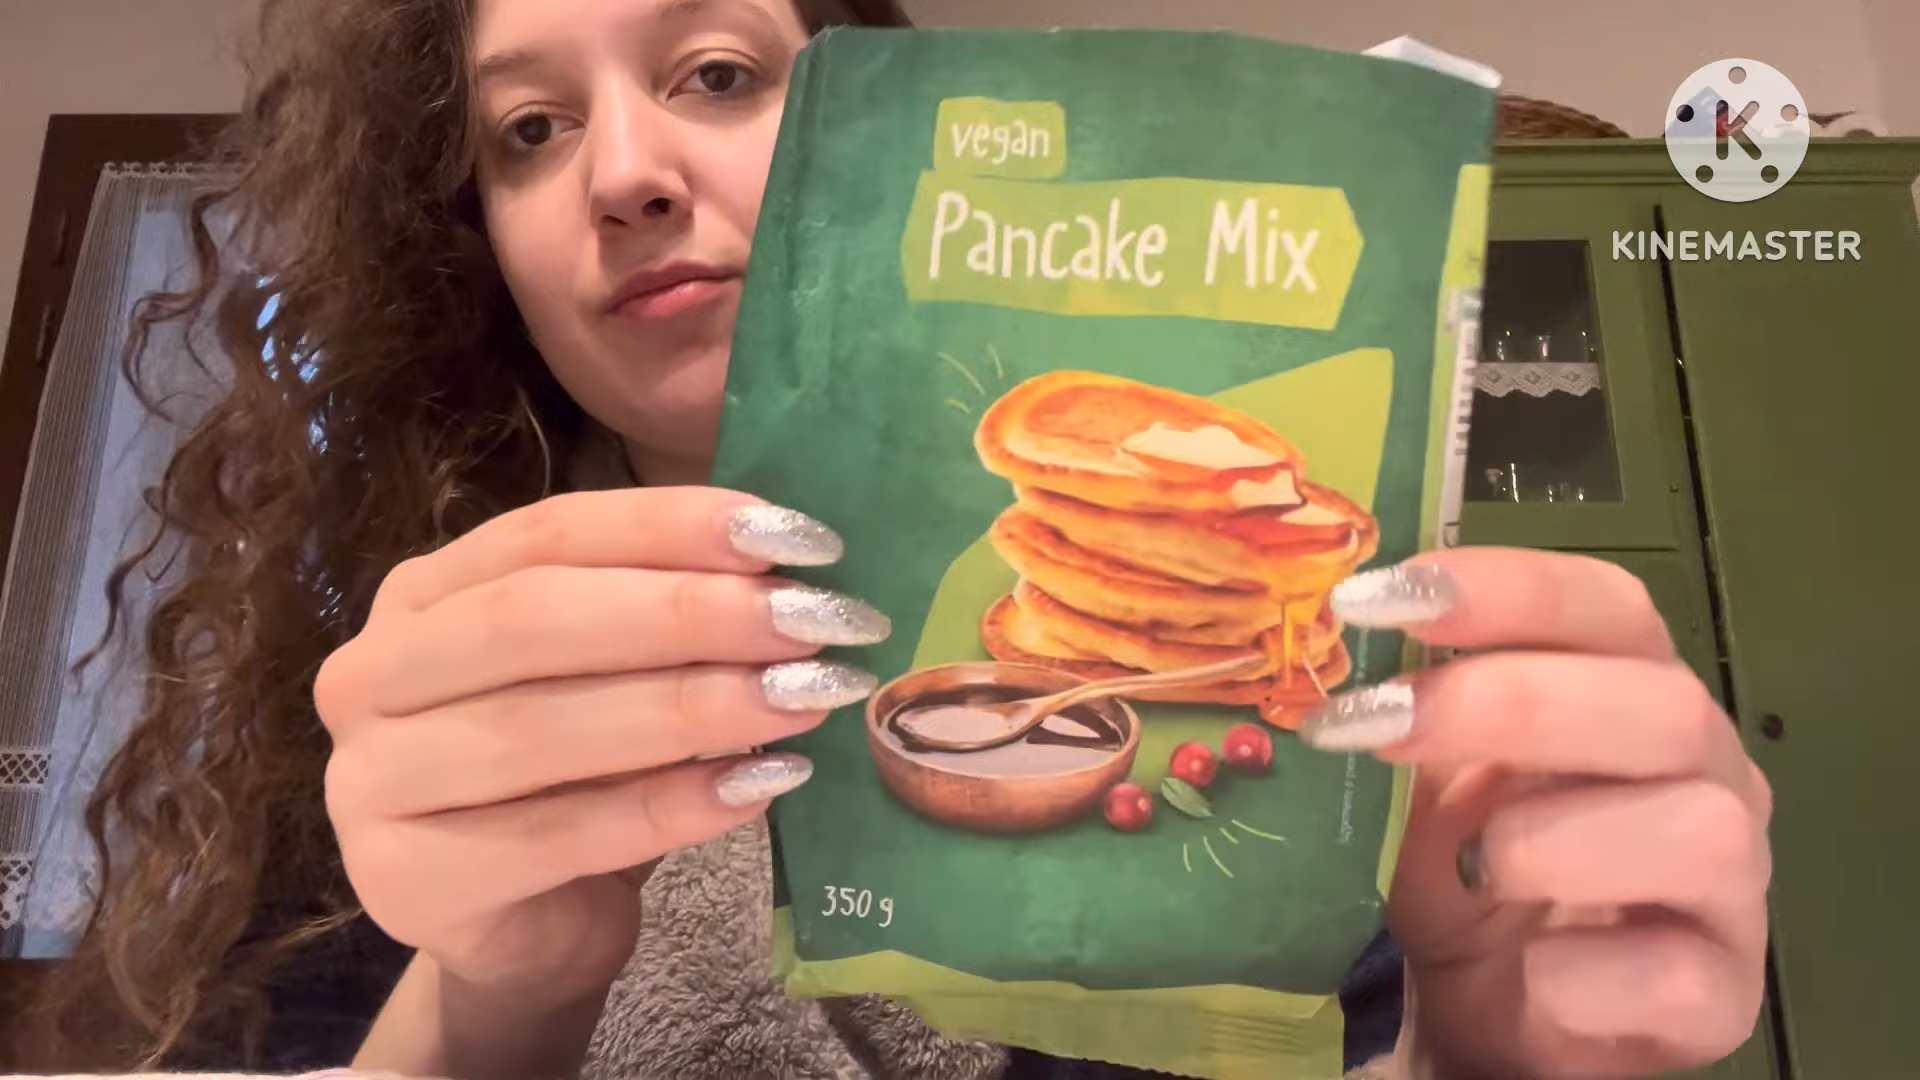 vegan
Pancake Mix
350 g
K
KINEMASTER